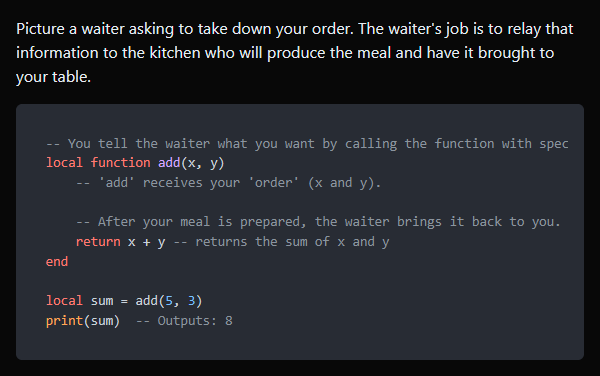 Picture a waiter asking to take down your order. The waiter's job is to relay that
information to the kitchen who will produce the meal and have it brought to
your table.
-- You tell the waiter what you want by calling the function with spec
local function add(x, y)
-- 'add' receives your 'order' (x and y).
-- After your meal is prepared, the waiter brings it back to you.
return x + y -- returns the sum of x and y
end
local sum = add(5, 3)
print(sum)  -- Outputs: 8